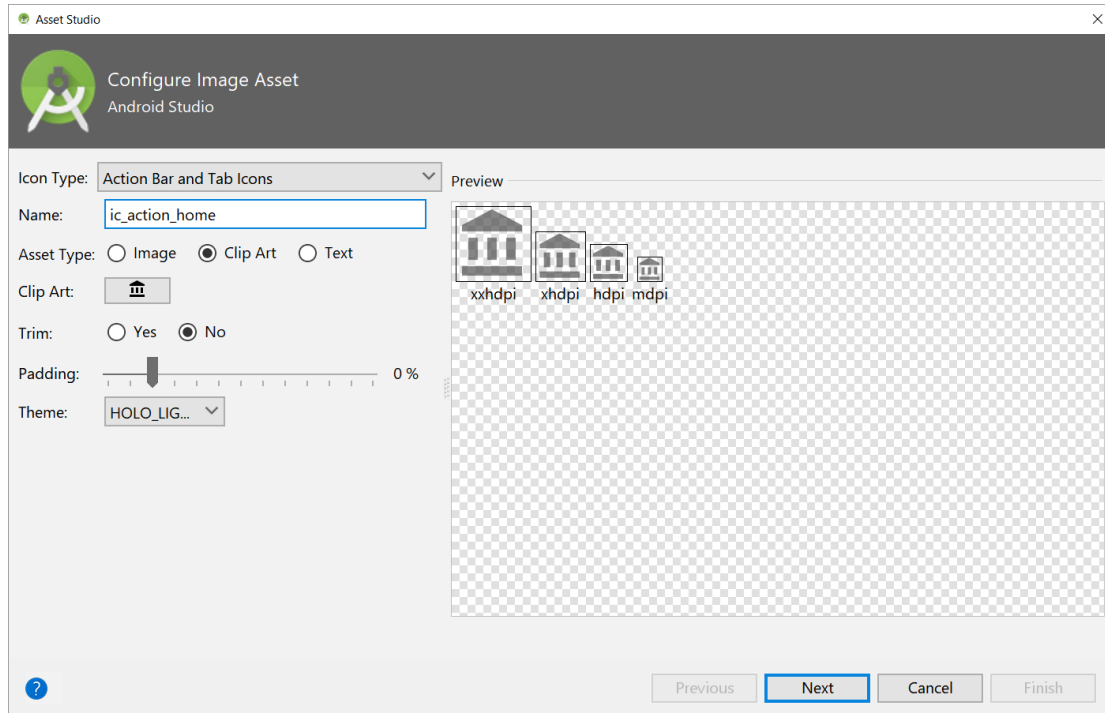 Asset Studio
Configure Image Asset
Android Studio
Icon Type: Action Bar and Tab Icons
Preview
Name: ic_action_home
Asset Type: Image Clip Art Text
Clip Art:
Trim: Yes No
Padding: 0 %
Theme: HOLO_LIG...
xxhdpi xhdpi hdpi mdpi
? Previous Next Cancel Finish